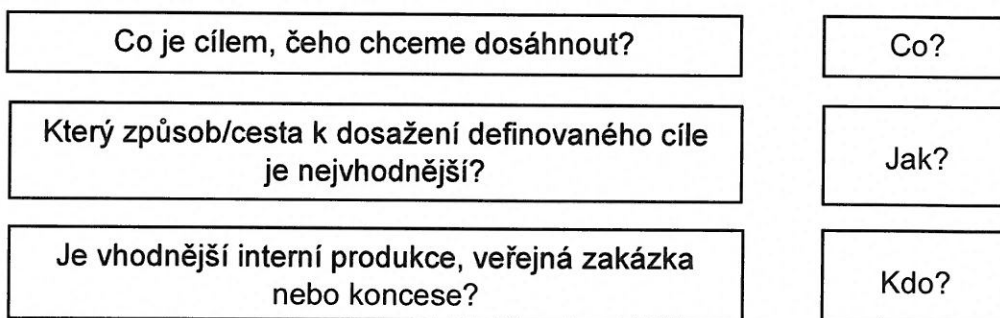 Co je cílem, čeho chceme dosáhnout?
Co?
Který způsob/cesta k dosažení definovaného cíle
je nejvhodnější?
Jak?
Je vhodnější interní produkce, veřejná zakázka
nebo koncese?
Kdo?